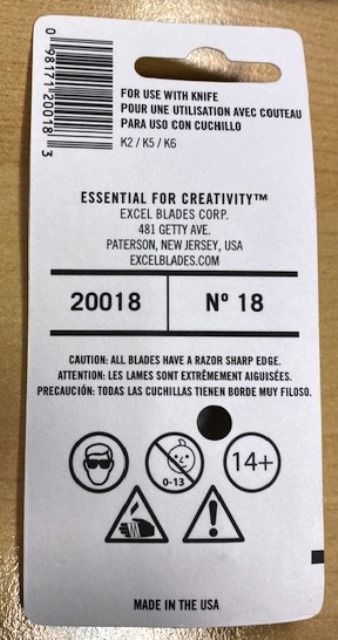 0 98171 20018 3
FOR USE WITH KNIFE
POUR UNE UTILISATION AVEC COUTEAU
PARA USO CON CUCHILLO
K2 / K5 / K6
ESSENTIAL FOR CREATIVITY™
EXCEL BLADES CORP.
481 GETTY AVE.
PATERSON, NEW JERSEY, USA
EXCELBLADES.COM
20018 Nº 18
CAUTION: ALL BLADES HAVE A RAZOR SHARP EDGE.
ATTENTION: LES LAMES SONT EXTRÊMEMENT AIGUISÉES.
PRECAUCIÓN: TODAS LAS CUCHILLAS TIENEN BORDE MUY FILOSO.
0-13
14+
MADE IN THE USA